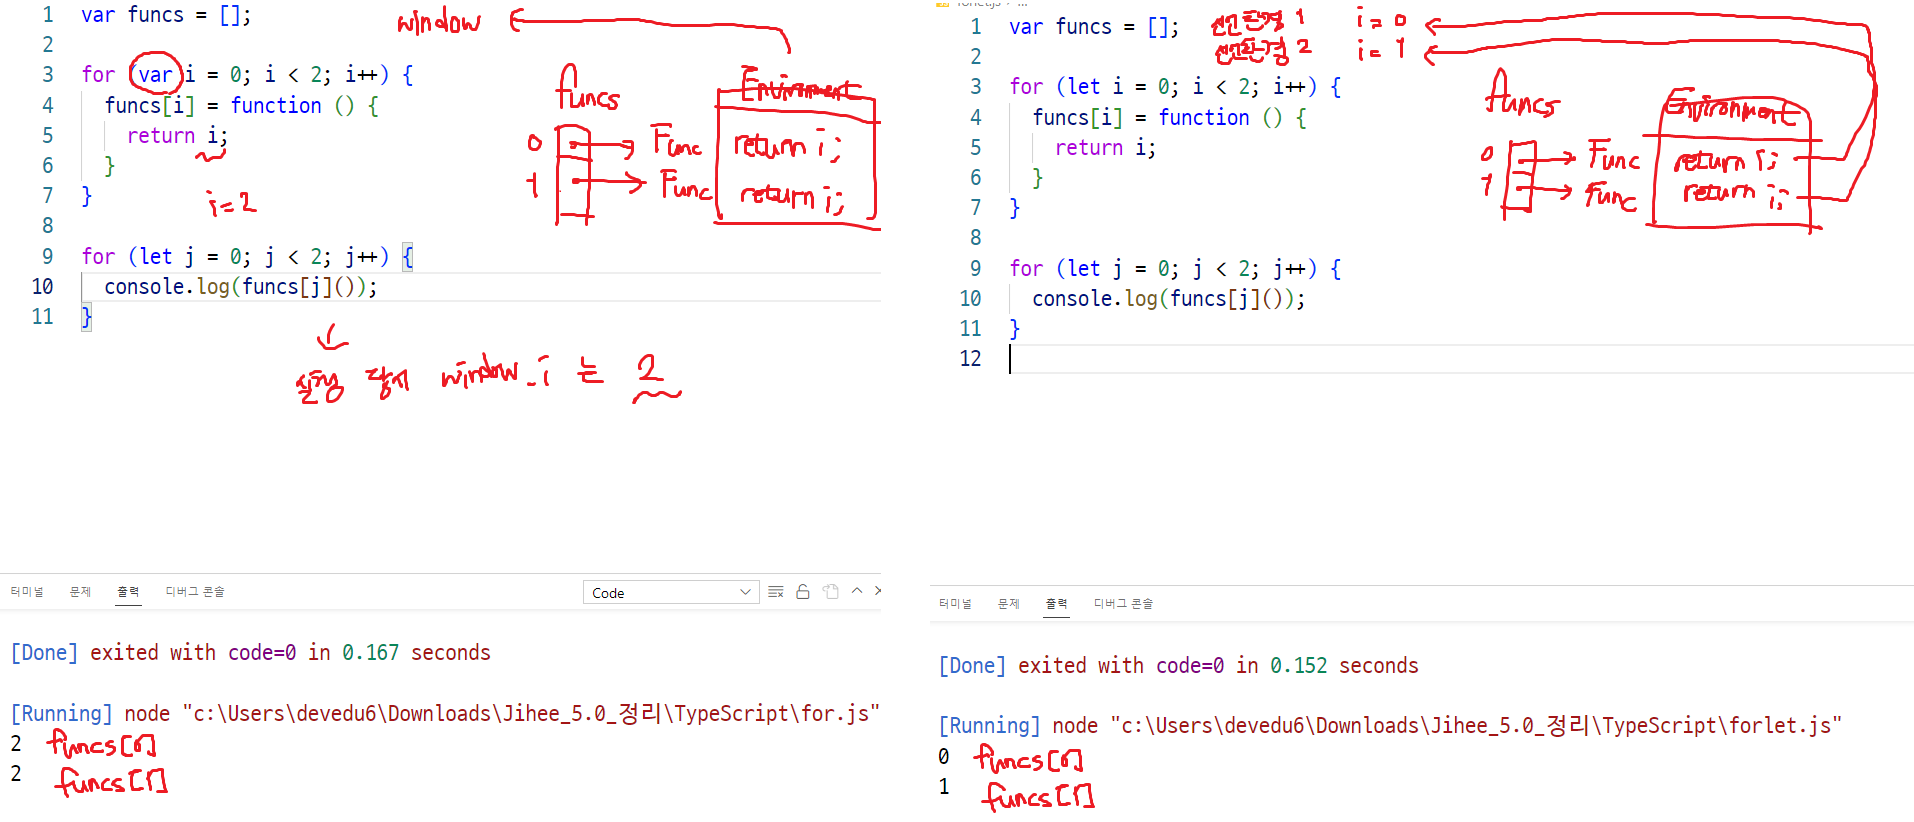 1 var funcs = [];
2
3 for (var i = 0; i < 2; i++) {
4 funcs[i] = function () {
5 return i;
6 }
7 }
8
9 for (let j = 0; j < 2; j++) {
10 console.log(funcs[j]());
11 }
window
funcs
Envirnment
0 Func return i;
1 Func return i;
i=2
실행 당시 window.i 는 2
터미널 문제 출력 디버그 콘솔 Code
[Done] exited with code=0 in 0.167 seconds
[Running] node "c:\Users\devedu6\Downloads\Jihee_5.0_정리\TypeScript\for.js"
2 funcs[0]
2 funcs[1]
1 var funcs = [];
2
3 for (let i = 0; i < 2; i++) {
4 funcs[i] = function () {
5 return i;
6 }
7 }
8
9 for (let j = 0; j < 2; j++) {
10 console.log(funcs[j]());
11 }
12
선언환경 1 i = 0
선언환경 2 i = 1
funcs
Environment
0 Func return i;
1 Func return i;
터미널 문제 출력 디버그 콘솔
[Done] exited with code=0 in 0.152 seconds
[Running] node "c:\Users\devedu6\Downloads\Jihee_5.0_정리\TypeScript\forlet.js"
0 funcs[0]
1 funcs[1]